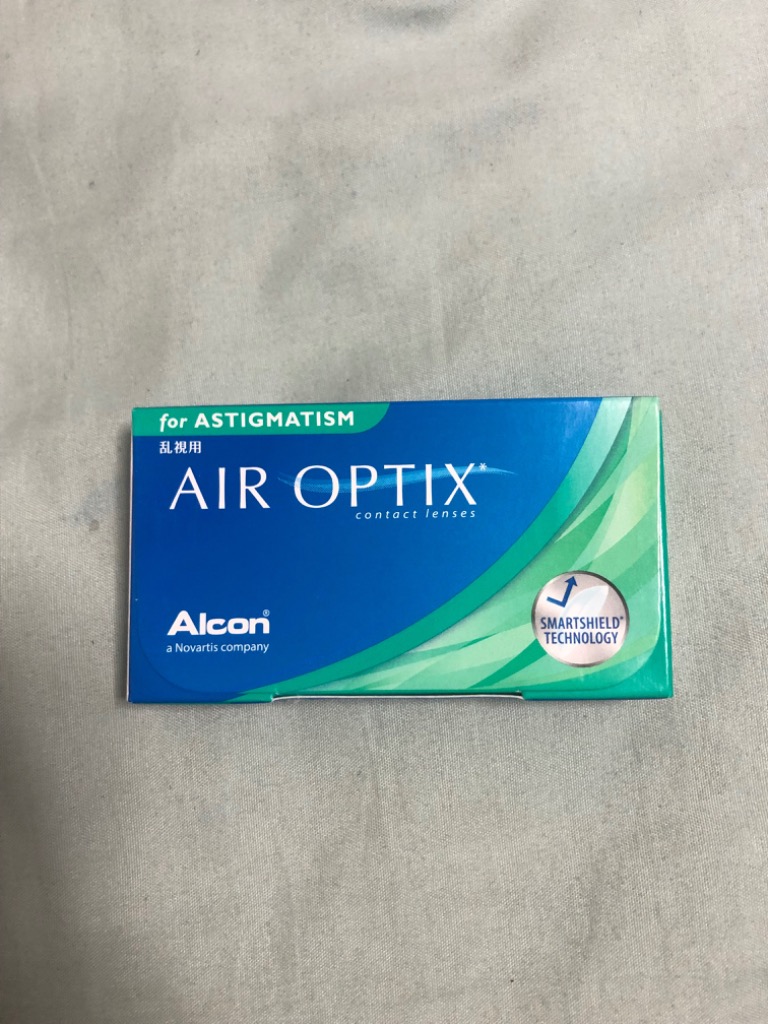 for ASTIGMATISM
乱視用
AIR OPTIX*
contact lenses
Alcon®
a Novartis company
SMARTSHIELD*
TECHNOLOGY